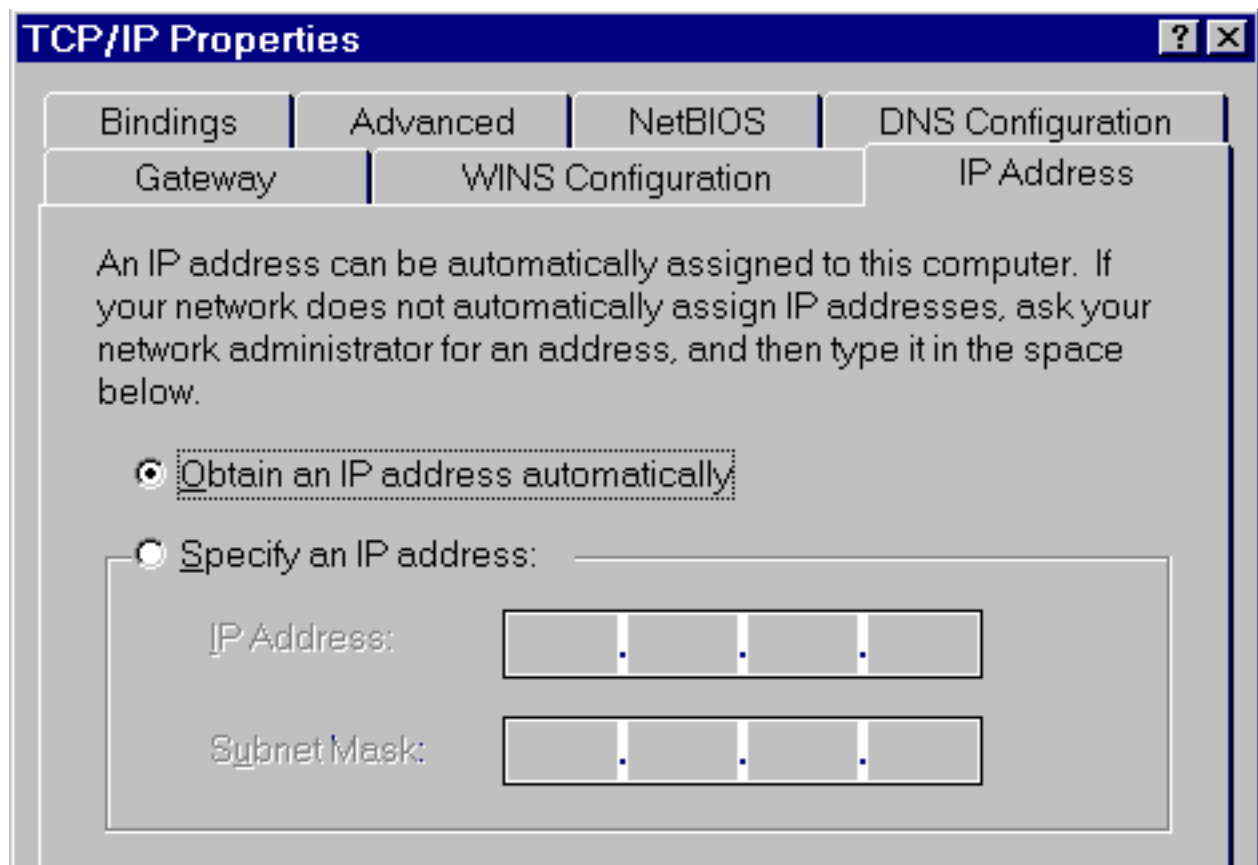 TCP/IP Properties
Bindings Advanced NetBIOS DNS Configuration
Gateway WINS Configuration IP Address
An IP address can be automatically assigned to this computer. If
your network does not automatically assign IP addresses, ask your
network administrator for an address, and then type it in the space
below.
Obtain an IP address automatically
Specify an IP address:
IP Address:
Subnet Mask: